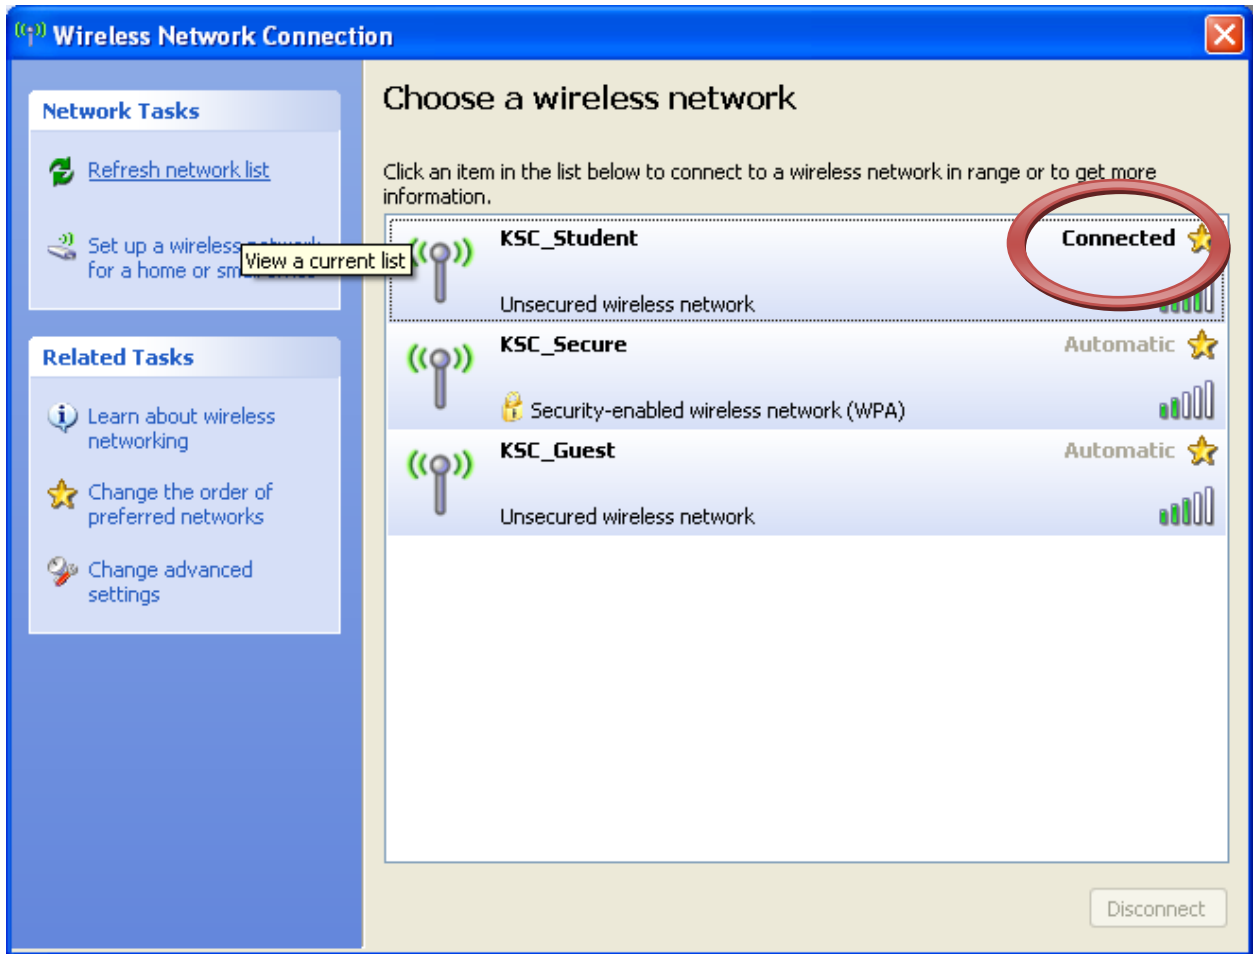 Wireless Network Connection
Network Tasks
Refresh network list
Set up a wireless network
for a home or sm
View a current list
Related Tasks
Learn about wireless
networking
Change the order of
preferred networks
Change advanced
settings
Choose a wireless network
Click an item in the list below to connect to a wireless network in range or to get more
information.
KSC_Student Connected
Unsecured wireless network
KSC_Secure Automatic
Security-enabled wireless network (WPA)
KSC_Guest Automatic
Unsecured wireless network
Disconnect